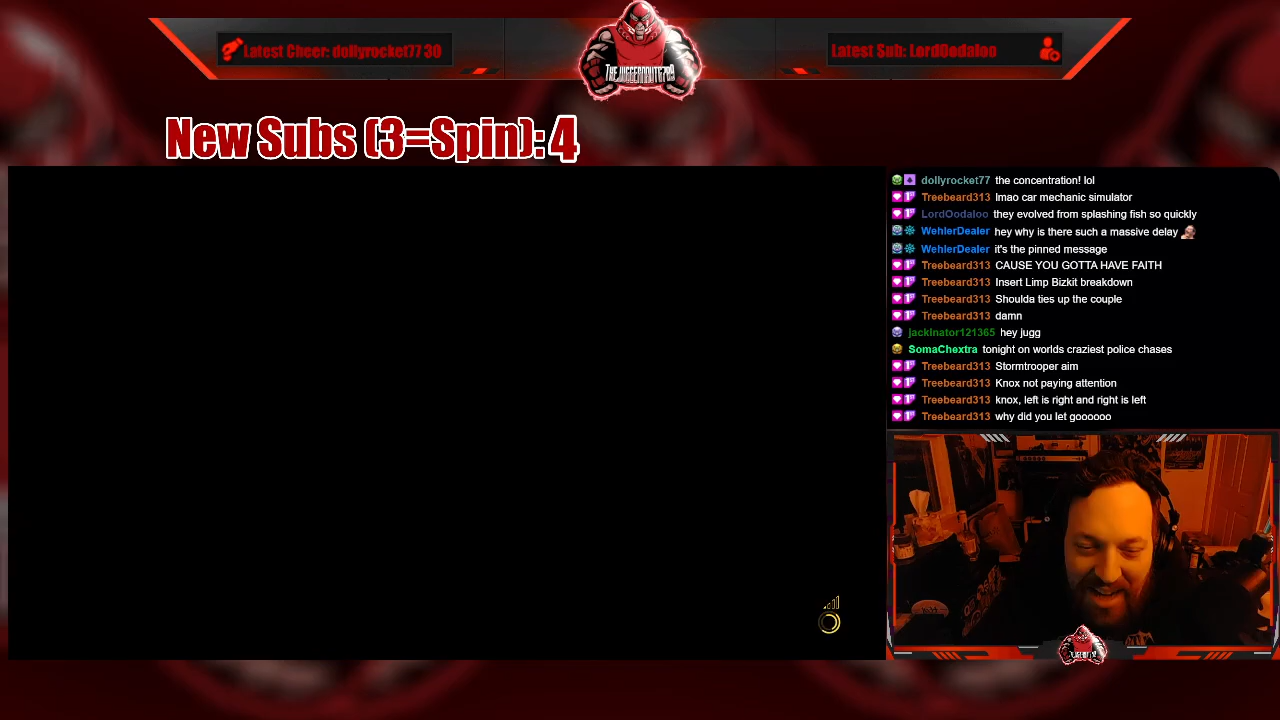 Latest Cheer: dollyrocket77 30
THEJUGGERNAUT0789
Latest Sub: LordOodaloo
New Subs (3=Spin): 4
dollyrocket77 the concentration! lol
Treebeard313 lmao car mechanic simulator
LordOodaloo they evolved from splashing fish so quickly
WehlerDealer hey why is there such a massive delay
WehlerDealer it's the pinned message
Treebeard313 CAUSE YOU GOTTA HAVE FAITH
Treebeard313 Insert Limp Bizkit breakdown
Treebeard313 Shoulda ties up the couple
Treebeard313 damn
jackinator121365 hey jugg
SomaChextra tonight on worlds craziest police chases
Treebeard313 Stormtrooper aim
Treebeard313 Knox not paying attention
Treebeard313 knox, left is right and right is left
Treebeard313 why did you let goooooo